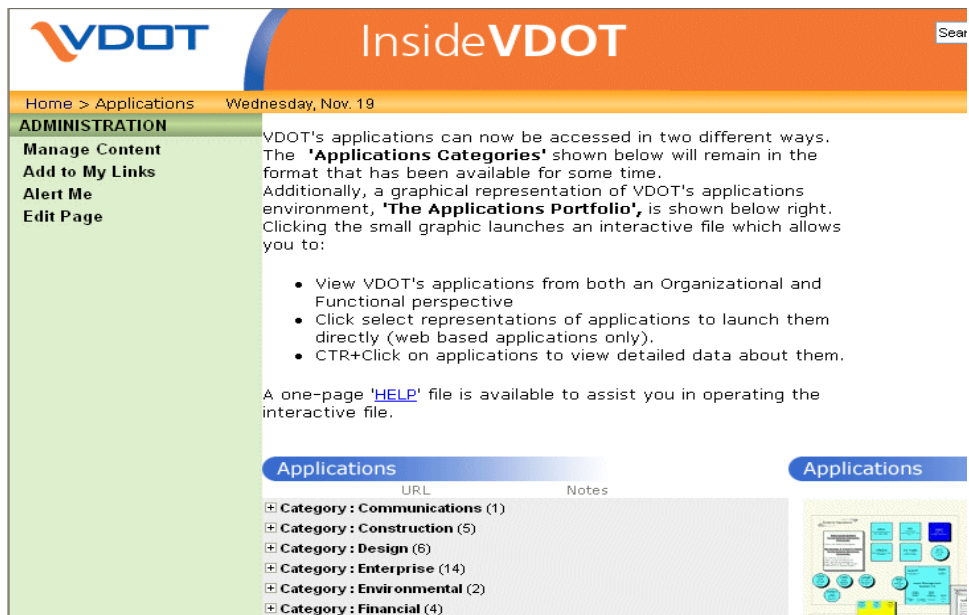 VDOT
InsideVDOT
Sear
Home > Applications
Wednesday, Nov. 19
ADMINISTRATION
Manage Content
Add to My Links
Alert Me
Edit Page
VDOT's applications can now be accessed in two different ways.
The 'Applications Categories' shown below will remain in the
format that has been available for some time.
Additionally, a graphical representation of VDOT's applications
environment, 'The Applications Portfolio', is shown below right.
Clicking the small graphic launches an interactive file which allows
you to:
• View VDOT's applications from both an Organizational and
Functional perspective
• Click select representations of applications to launch them
directly (web based applications only).
• CTR+Click on applications to view detailed data about them.
A one-page 'HELP' file is available to assist you in operating the
interactive file.
Applications
URL Notes
Category : Communications (1)
Category : Construction (5)
Category : Design (6)
Category : Enterprise (14)
Category : Environmental (2)
Category : Financial (4)
Applications